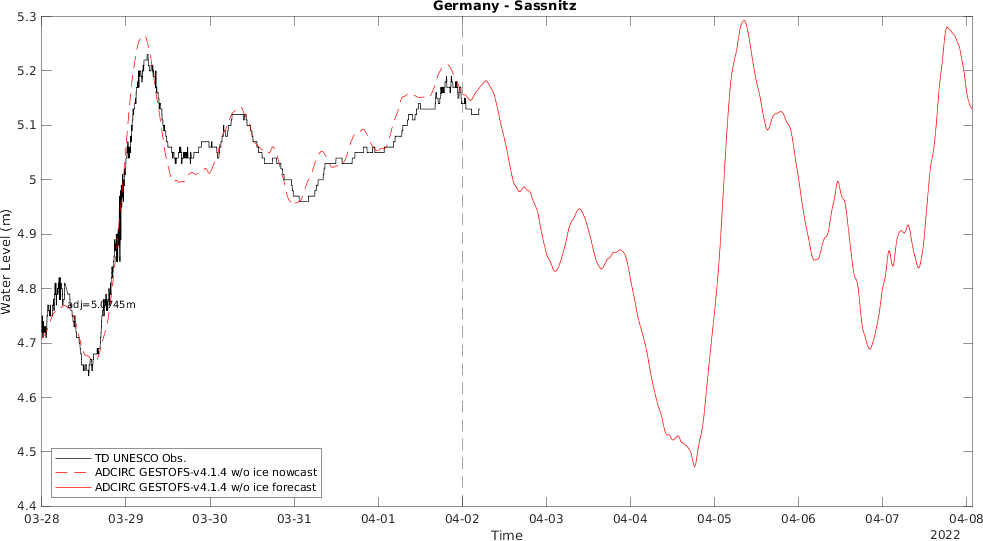 Germany - Sassnitz
5.3
5.2
5.1
5
4.9
4.8
4.7
4.6
4.5
4.4
Water Level (m)
TD UNESCO Obs.
ADCIRC GESTOFS-v4.1.4 w/o ice nowcast
ADCIRC GESTOFS-v4.1.4 w/o ice forecast
03-28 03-29 03-30 03-31 04-01 04-02 04-03 04-04 04-05 04-06 04-07 04-08
Time
2022